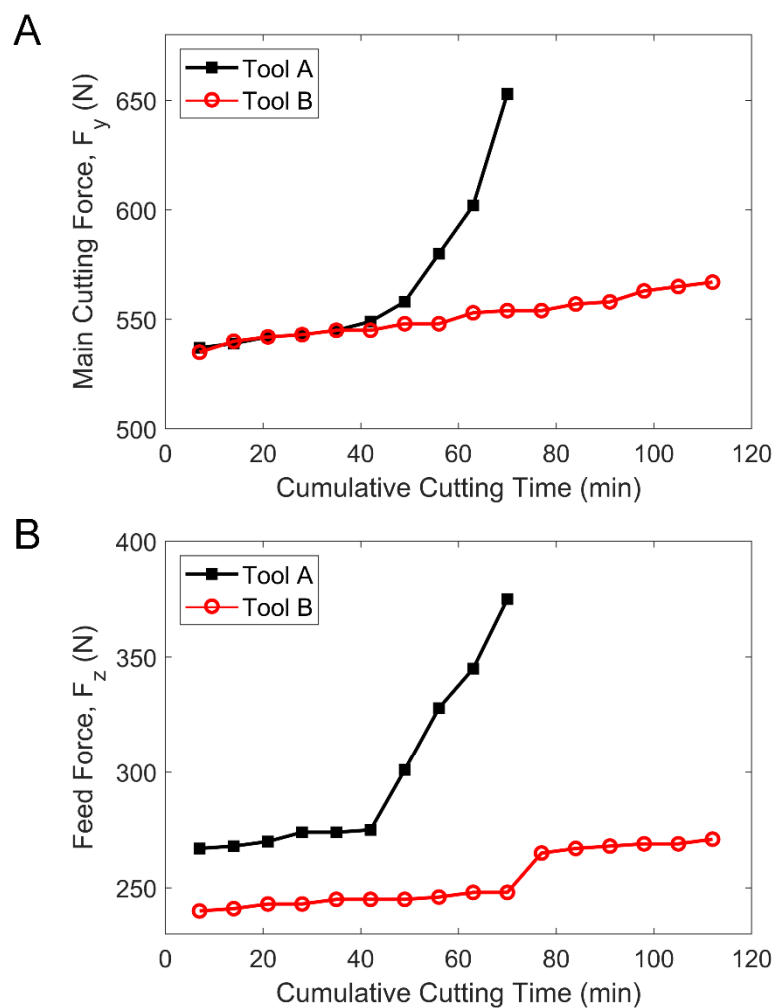 A
Tool A
Tool B
Main Cutting Force, F_y (N)
650
600
550
500
0 20 40 60 80 100 120
Cumulative Cutting Time (min)
B
Tool A
Tool B
Feed Force, F_z (N)
400
350
300
250
0 20 40 60 80 100 120
Cumulative Cutting Time (min)